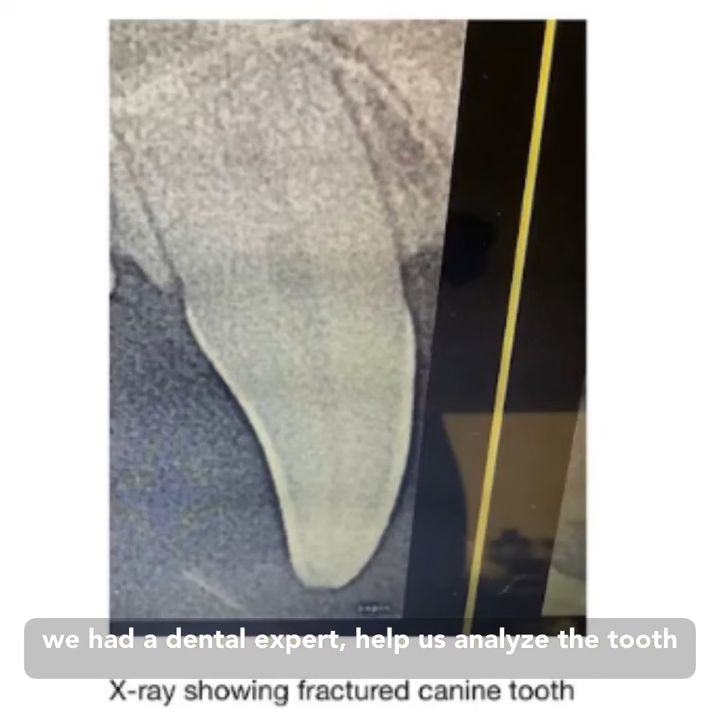 we had a dental expert, help us analyze the tooth
X-ray showing fractured canine tooth